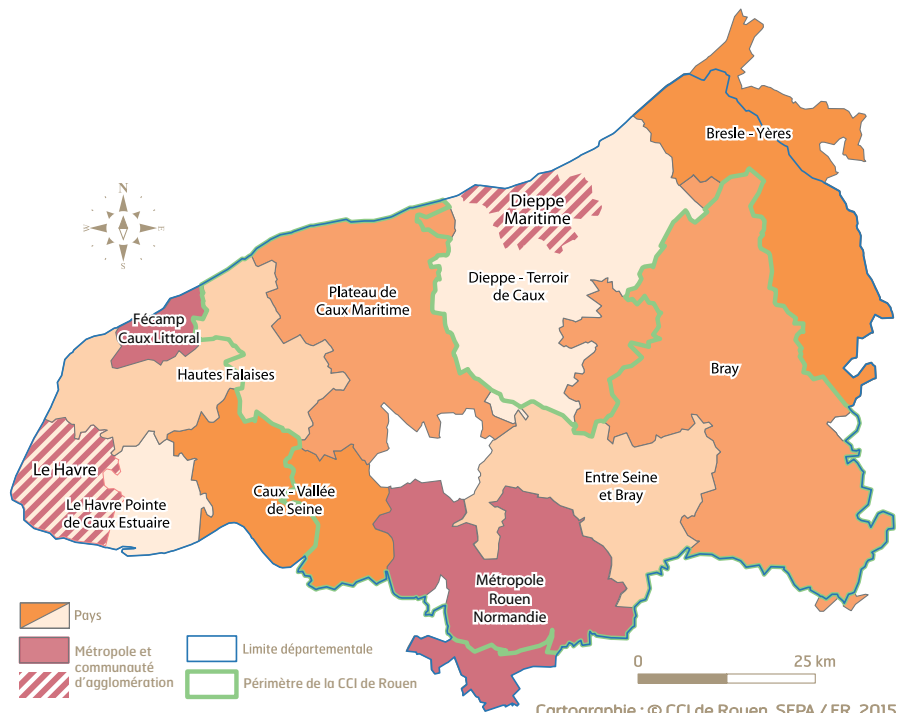 Bresle - Yères
Dieppe
Maritime
Dieppe - Terroir
de Caux
Plateau de
Caux Maritime
N
W
E
S
Fécamp
Caux Littoral
Hautes Falaises
Bray
Le Havre
Le Havre Pointe
de Caux Estuaire
Caux - Vallée
de Seine
Entre Seine
et Bray
Métropole
Rouen
Normandie
Pays
Métropole et
communauté
d'agglomération
Limite départementale
Périmètre de la CCI de Rouen
0
25 km
Cartographie : © CCI de Rouen, SEPA / ER, 2015